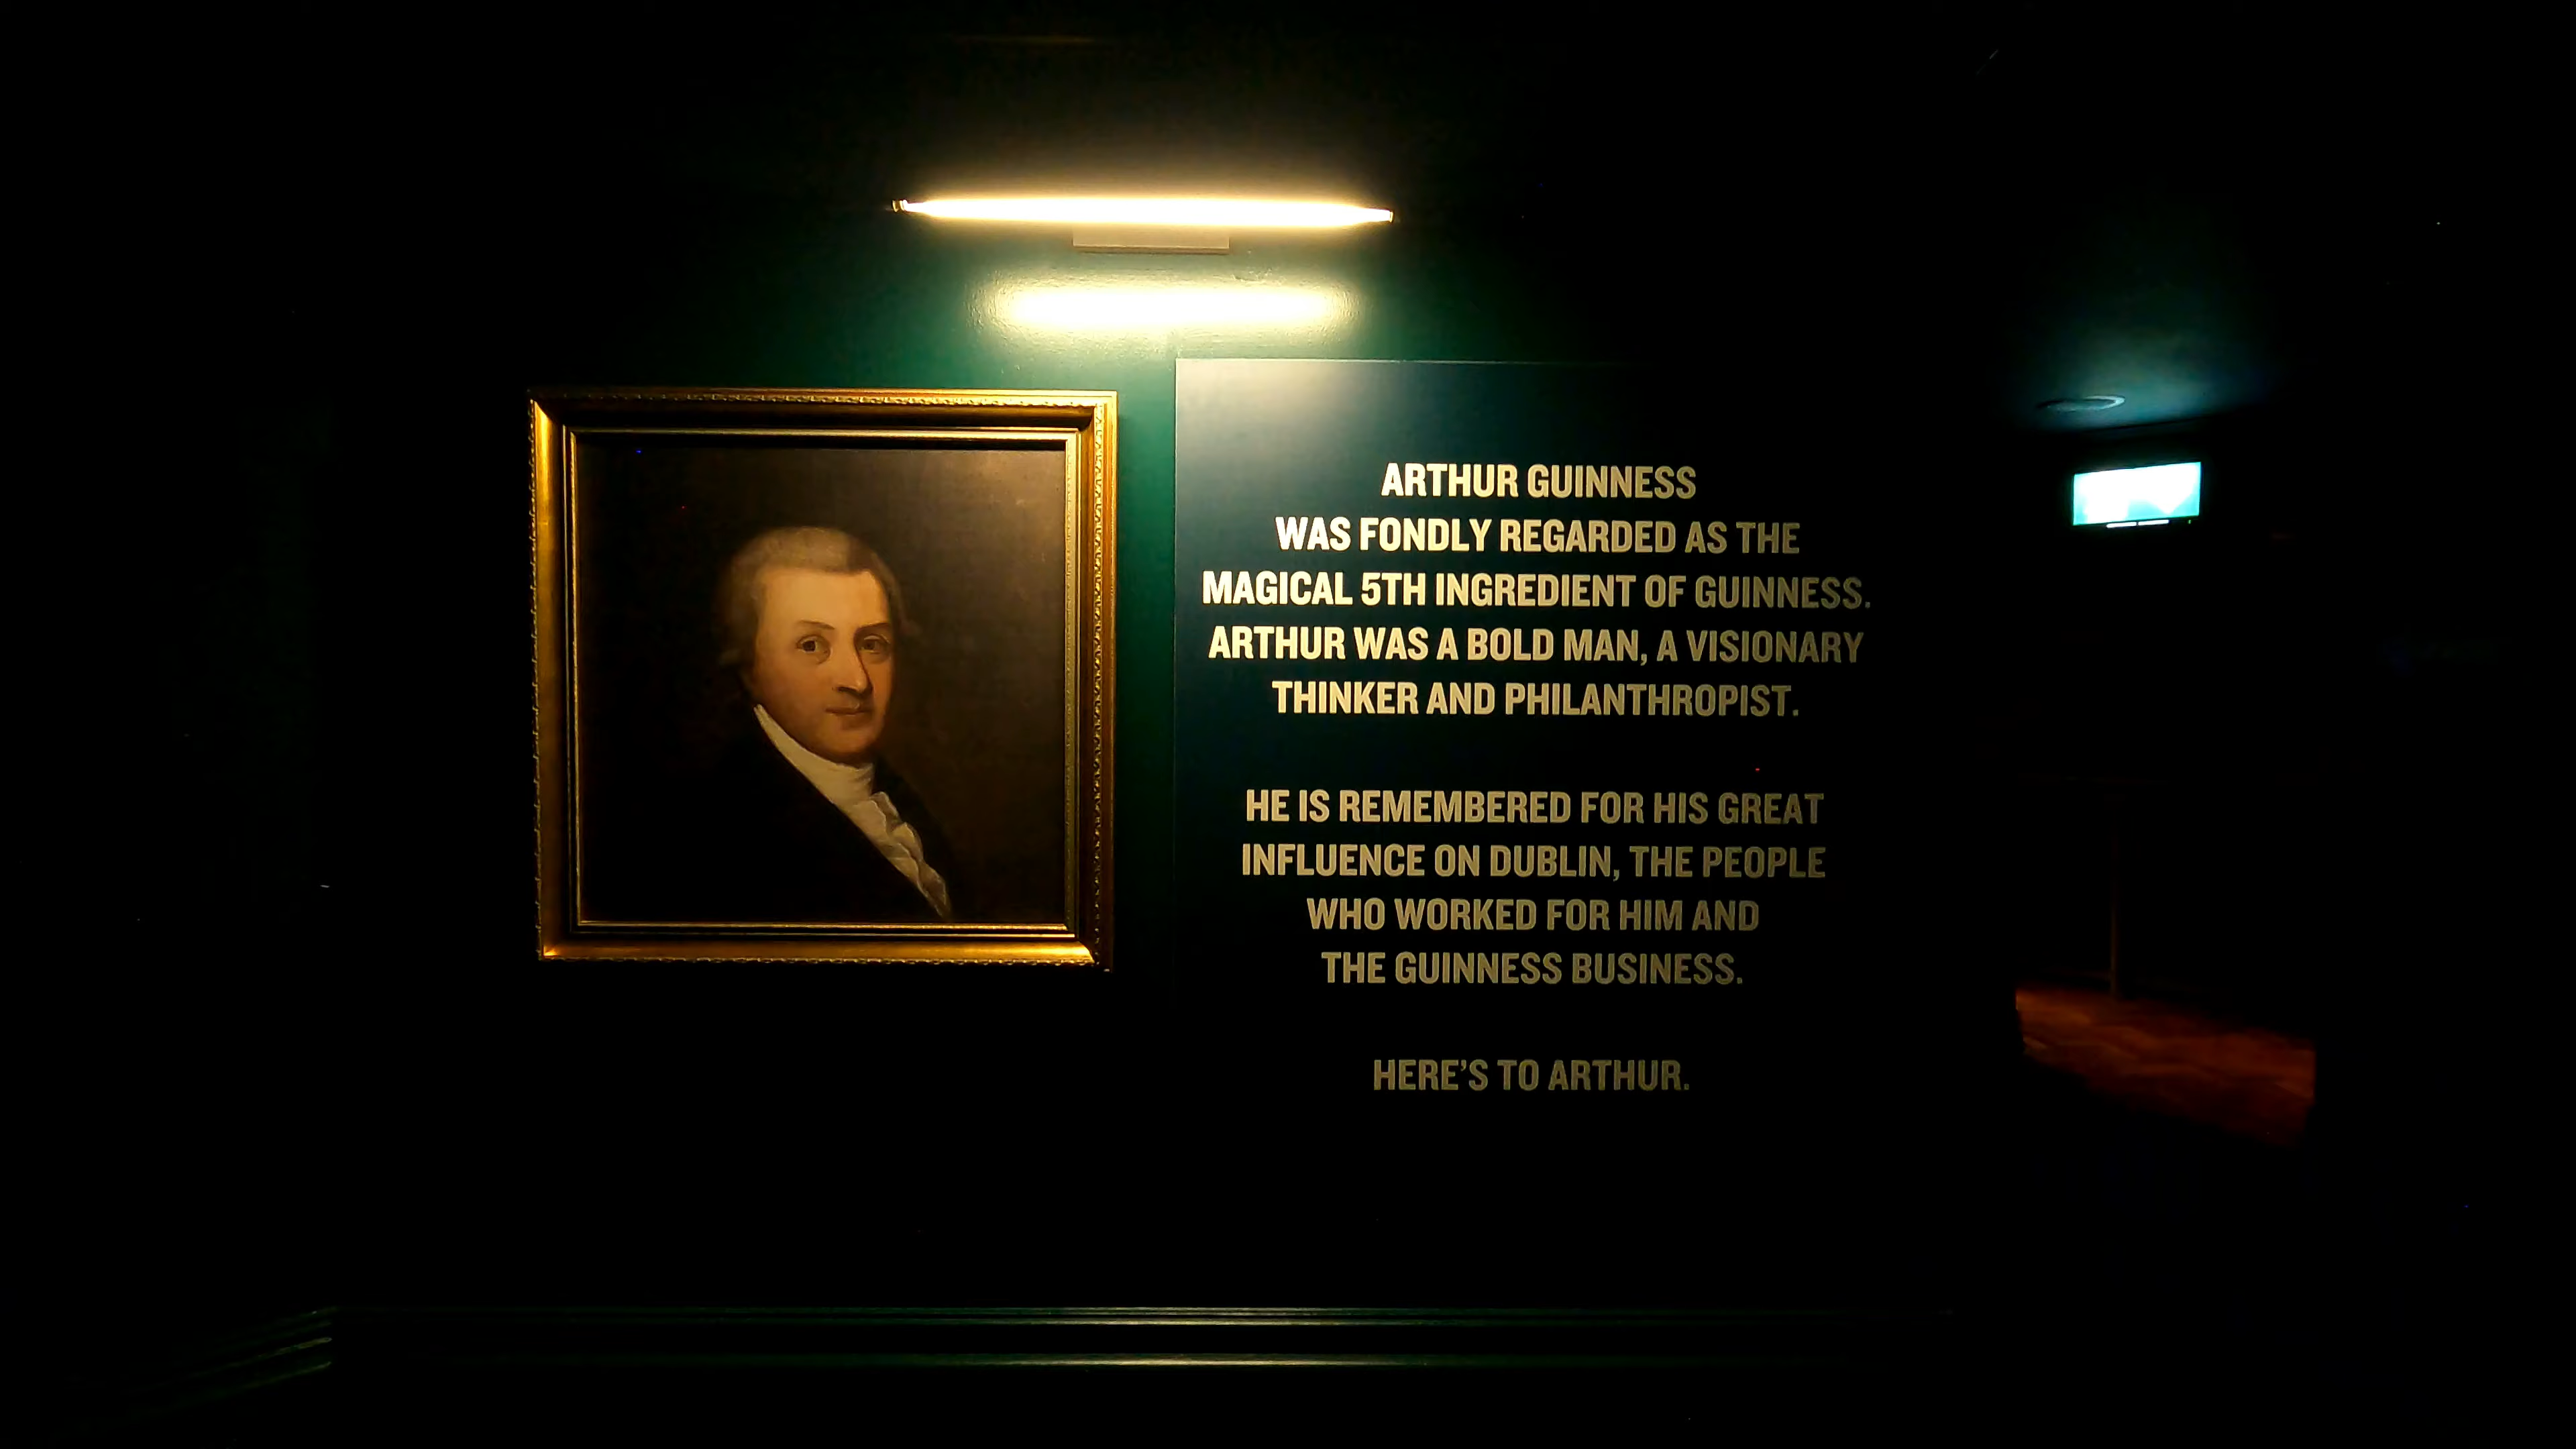 ARTHUR GUINNESS
WAS FONDLY REGARDED AS THE
MAGICAL 5TH INGREDIENT OF GUINNESS.
ARTHUR WAS A BOLD MAN, A VISIONARY
THINKER AND PHILANTHROPIST.
HE IS REMEMBERED FOR HIS GREAT
INFLUENCE ON DUBLIN, THE PEOPLE
WHO WORKED FOR HIM AND
THE GUINNESS BUSINESS.
HERE'S TO ARTHUR.